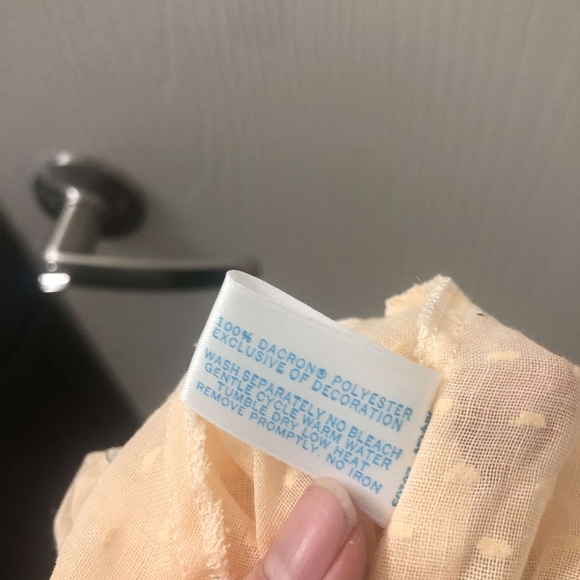 100% DACRON® POLYESTER
EXCLUSIVE OF DECORATION
WASH SEPARATELY NO BLEACH
GENTLE CYCLE WARM WATER
TUMBLE DRY LOW HEAT.
REMOVE PROMPTLY. NO IRON